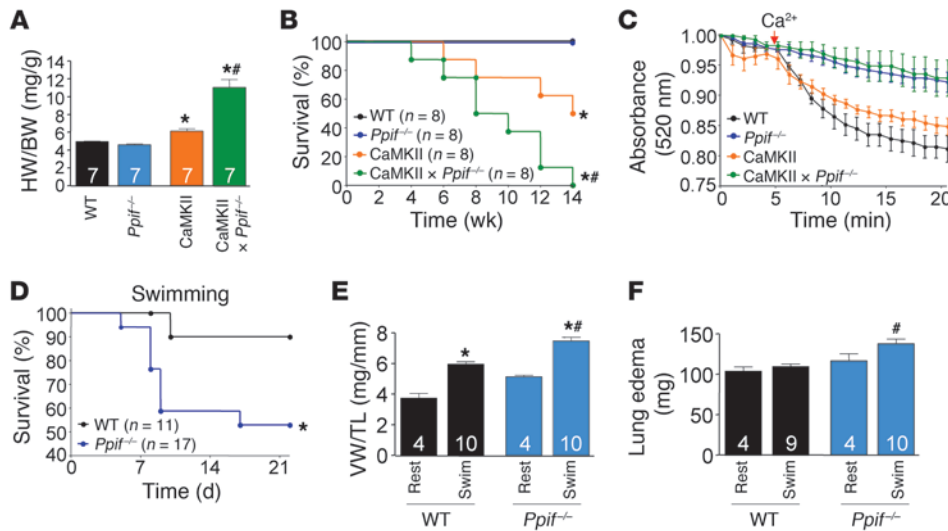 A
HW/BW (mg/g)
14
12
10
8
6
4
2
0
*
*#
7
7
7
7
WT
Ppif⁻/⁻
CaMKII
CaMKII
× Ppif⁻/⁻
B
Survival (%)
100
80
60
40
20
0
WT (n = 8)
Ppif⁻/⁻ (n = 8)
CaMKII (n = 8)
CaMKII × Ppif⁻/⁻ (n = 8)
*
*#
0 2 4 6 8 10 12 14
Time (wk)
C
Ca²⁺
Absorbance
(520 nm)
1.00
0.95
0.90
0.85
0.80
0.75
WT
Ppif⁻/⁻
CaMKII
CaMKII × Ppif⁻/⁻
0 5 10 15 20
Time (min)
D
Swimming
Survival (%)
100
90
80
70
60
50
40
WT (n = 11)
Ppif⁻/⁻ (n = 17)
*
0 7 14 21
Time (d)
E
VW/TL (mg/mm)
8
6
4
2
0
*
*#
4
10
4
10
Rest
Swim
Rest
Swim
WT
Ppif⁻/⁻
F
Lung edema
(mg)
150
100
50
0
#
4
9
4
10
Rest
Swim
Rest
Swim
WT
Ppif⁻/⁻